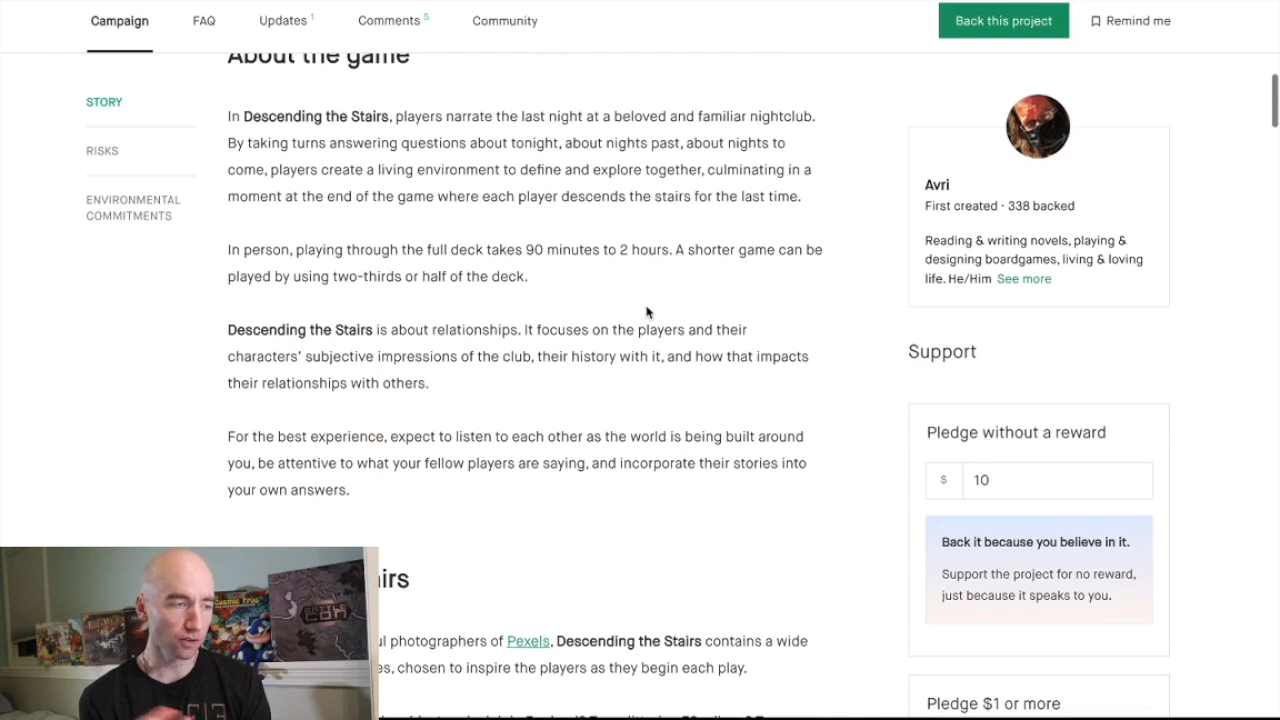 Campaign FAQ Updates 1 Comments 5 Community Back this project Remind me
About the game
STORY
RISKS
ENVIRONMENTAL
COMMITMENTS
In Descending the Stairs, players narrate the last night at a beloved and familiar nightclub.
By taking turns answering questions about tonight, about nights past, about nights to
come, players create a living environment to define and explore together, culminating in a
moment at the end of the game where each player descends the stairs for the last time.
In person, playing through the full deck takes 90 minutes to 2 hours. A shorter game can be
played by using two-thirds or half of the deck.
Descending the Stairs is about relationships. It focuses on the players and their
characters' subjective impressions of the club, their history with it, and how that impacts
their relationships with others.
For the best experience, expect to listen to each other as the world is being built around
you, be attentive to what your fellow players are saying, and incorporate their stories into
your own answers.
irs
ul photographers of Pexels, Descending the Stairs contains a wide
es, chosen to inspire the players as they begin each play.
Avri
First created · 338 backed
Reading & writing novels, playing &
designing boardgames, living & loving
life. He/Him See more
Support
Pledge without a reward
$ 10
Back it because you believe in it.
Support the project for no reward,
just because it speaks to you.
Pledge $1 or more
COSMIC FROG